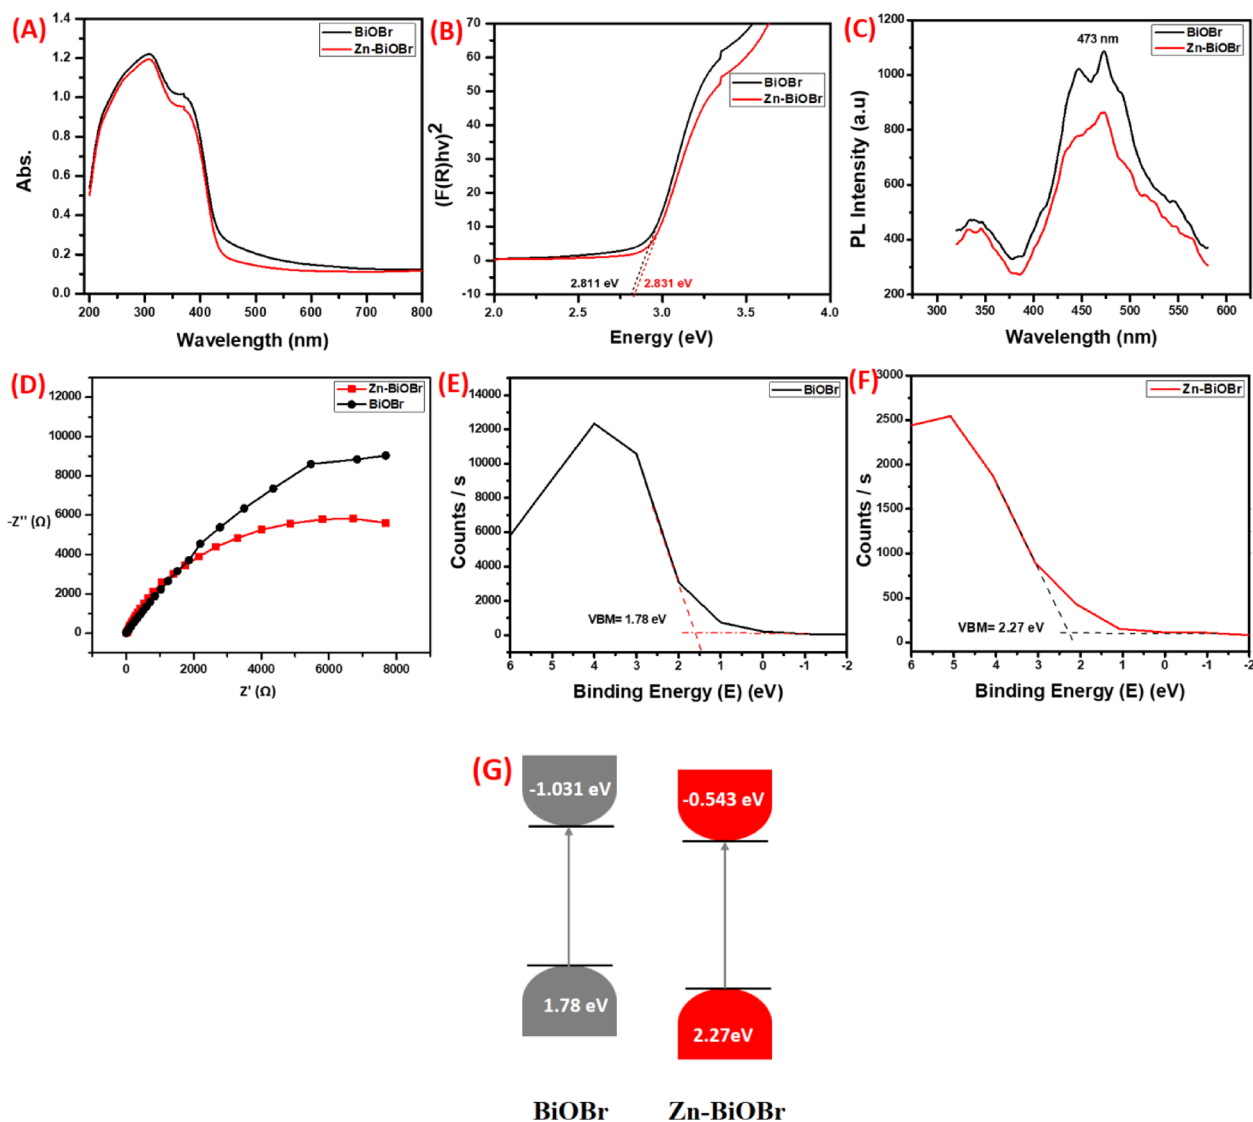 (A)
BiOBr
Zn-BiOBr
1.4
1.2
1.0
0.8
0.6
0.4
0.2
0.0
Abs.
200 300 400 500 600 700 800
Wavelength (nm)
(B)
BiOBr
Zn-BiOBr
70
60
50
40
30
20
10
0
-10
(F(R)hv)²
2.811 eV
2.831 eV
2.0 2.5 3.0 3.5 4.0
Energy (eV)
(C)
473 nm
BiOBr
Zn-BiOBr
1200
1000
800
600
400
200
PL Intensity (a.u)
300 350 400 450 500 550 600
Wavelength (nm)
(D)
Zn-BiOBr
BiOBr
12000
10000
8000
6000
4000
2000
0
-Z'' (Ω)
0 2000 4000 6000 8000
Z' (Ω)
(E)
BiOBr
14000
12000
10000
8000
6000
4000
2000
0
Counts / s
VBM= 1.78 eV
6 5 4 3 2 1 0 -1 -2
Binding Energy (E) (eV)
(F)
Zn-BiOBr
3000
2500
2000
1500
1000
500
0
Counts / s
VBM= 2.27 eV
6 5 4 3 2 1 0 -1 -2
Binding Energy (E) (eV)
(G)
-1.031 eV
-0.543 eV
1.78 eV
2.27eV
BiOBr
Zn-BiOBr